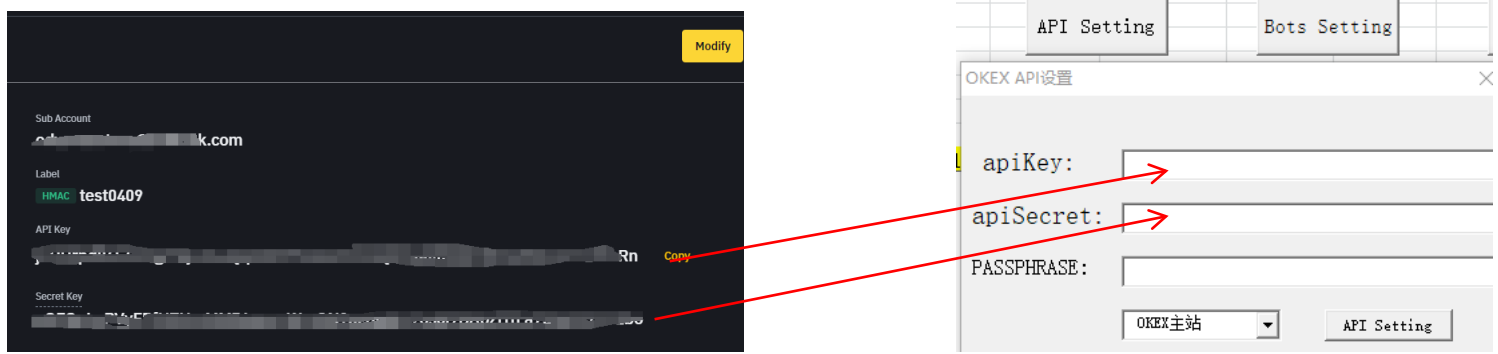 Modify
Sub Account
k.com
Label
HMAC test0409
API Key
Rn Copy
Secret Key
API Setting
Bots Setting
OKEX API设置
apiKey:
apiSecret:
PASSPHRASE:
OKEX主站
API Setting